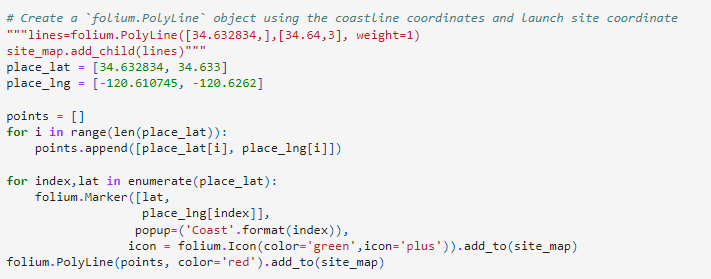 # Create a `folium.PolyLine` object using the coastline coordinates and launch site coordinate
"""lines=folium.PolyLine([34.632834,],[34.64,3], weight=1)
site_map.add_child(lines)"""
place_lat = [34.632834, 34.633]
place_lng = [-120.610745, -120.6262]

points = []
for i in range(len(place_lat)):
    points.append([place_lat[i], place_lng[i]])

for index,lat in enumerate(place_lat):
    folium.Marker([lat,
                   place_lng[index]],
                  popup=('Coast'.format(index)),
                 icon = folium.Icon(color='green',icon='plus')).add_to(site_map)
folium.PolyLine(points, color='red').add_to(site_map)